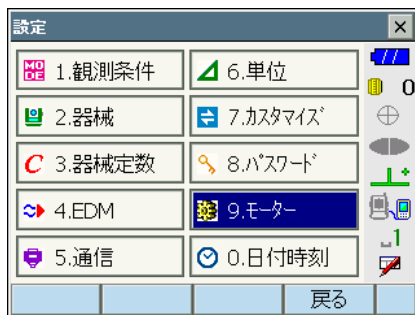 設定
1.観測条件
2.器械
3.器械定数
4.EDM
5.通信
6.単位
7.ｶｽﾀﾏｲｽﾞ
8.ﾊﾟｽﾜｰﾄﾞ
9.ﾓｰﾀｰ
0.日付時刻
0
1
戻る